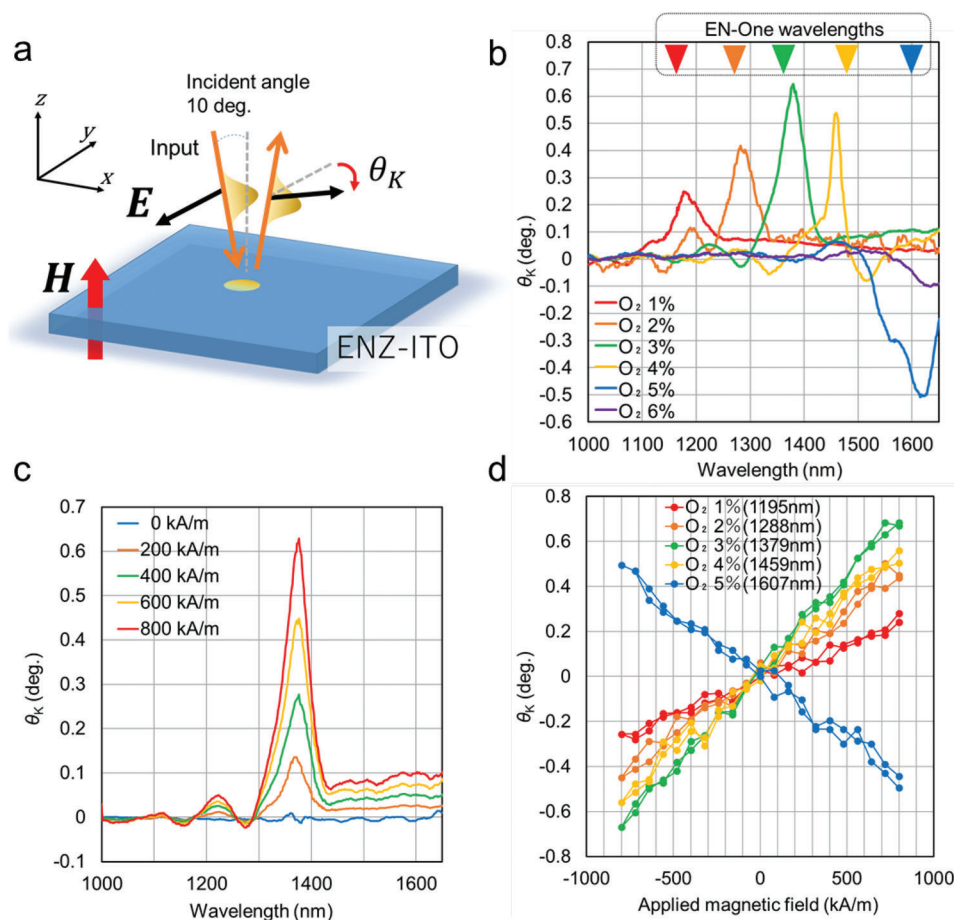 a
Incident angle
10 deg.
z
y
x
Input
θK
E
H
ENZ-ITO
b
EN-One wavelengths
0.8
0.7
0.6
0.5
0.4
0.3
0.2
0.1
0
-0.1
-0.2
-0.3
-0.4
-0.5
-0.6
θK (deg.)
O₂ 1%
O₂ 2%
O₂ 3%
O₂ 4%
O₂ 5%
O₂ 6%
1000 1100 1200 1300 1400 1500 1600
Wavelength (nm)
c
0.7
0.6
0.5
0.4
0.3
0.2
0.1
0
-0.1
θK (deg.)
0 kA/m
200 kA/m
400 kA/m
600 kA/m
800 kA/m
1000 1200 1400 1600
Wavelength (nm)
d
0.8
0.6
0.4
0.2
0
-0.2
-0.4
-0.6
-0.8
θK (deg.)
O₂ 1%(1195nm)
O₂ 2%(1288nm)
O₂ 3%(1379nm)
O₂ 4%(1459nm)
O₂ 5%(1607nm)
-1000 -500 0 500 1000
Applied magnetic field (kA/m)